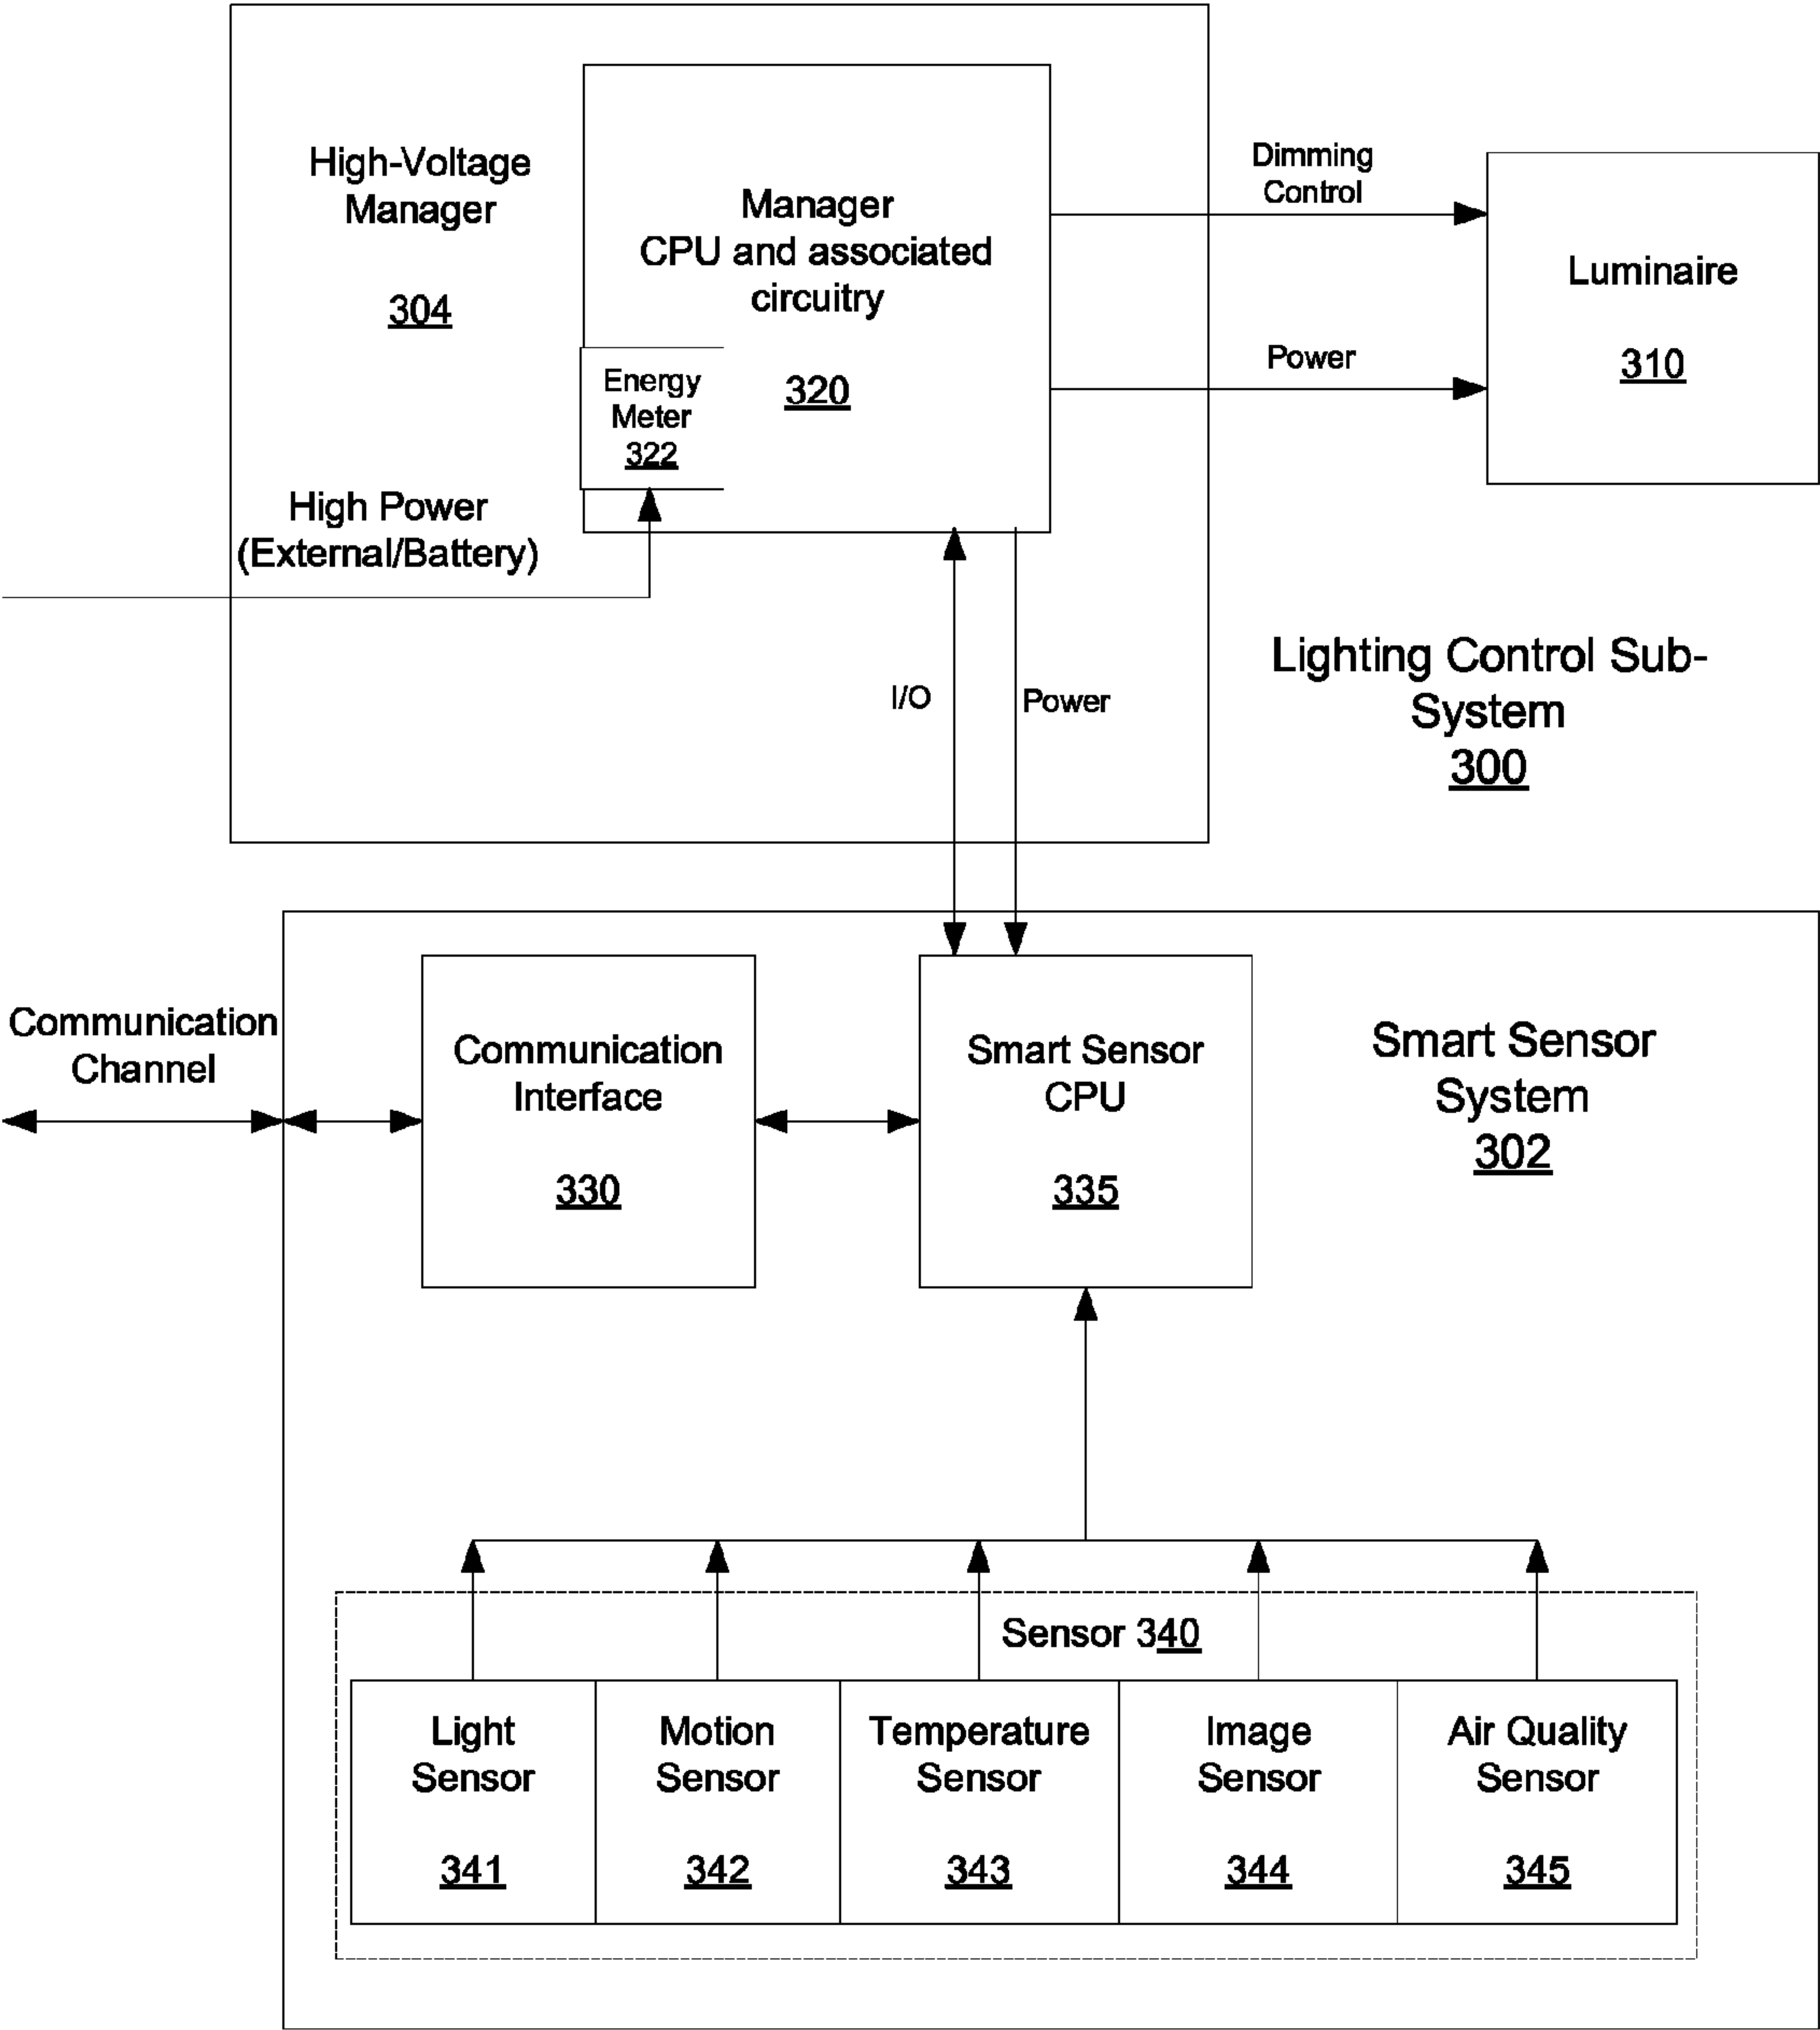 High-Voltage
Manager
304
Manager
CPU and associated
circuitry
320
Energy
Meter
322
High Power
(External/Battery)
Dimming
Control
Power
Luminaire
310
I/O
Power
Lighting Control Sub-
System
300
Communication
Channel
Communication
Interface
330
Smart Sensor
CPU
335
Smart Sensor
System
302
Sensor 340
Light
Sensor
341
Motion
Sensor
342
Temperature
Sensor
343
Image
Sensor
344
Air Quality
Sensor
345